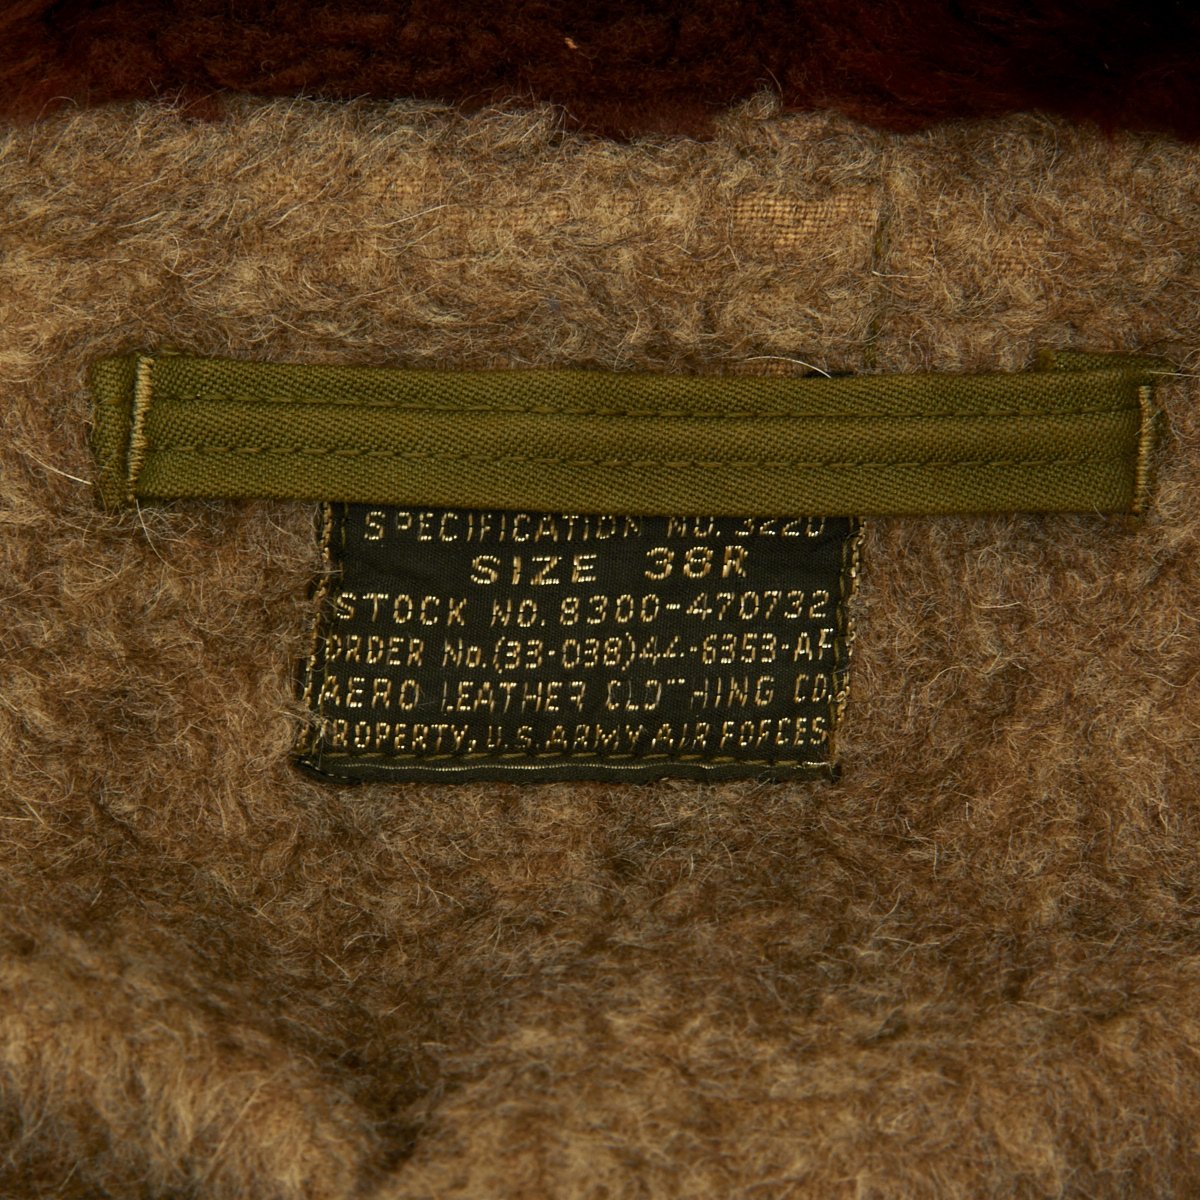 SPECIFICATION NO. 3220
SIZE 38R
STOCK NO. 8300-470732
ORDER No. (33-038)44-6353-AF
AERO LEATHER CLOTHING CO.
PROPERTY, U.S. ARMY AIR FORCES